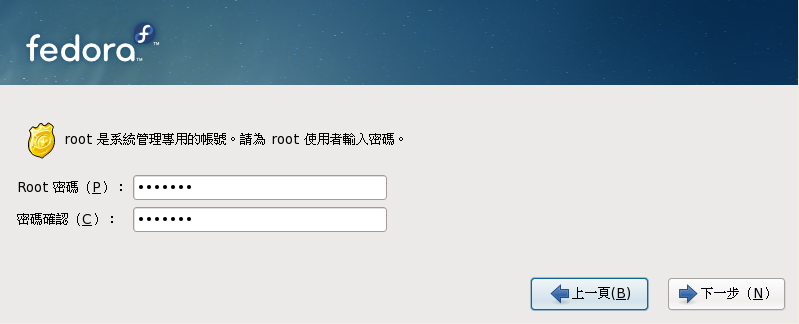 fedora™
root 是系統管理專用的帳號。請為 root 使用者輸入密碼。
Root 密碼（P）：
密碼確認（C）：
上一頁(B) 下一步（N）